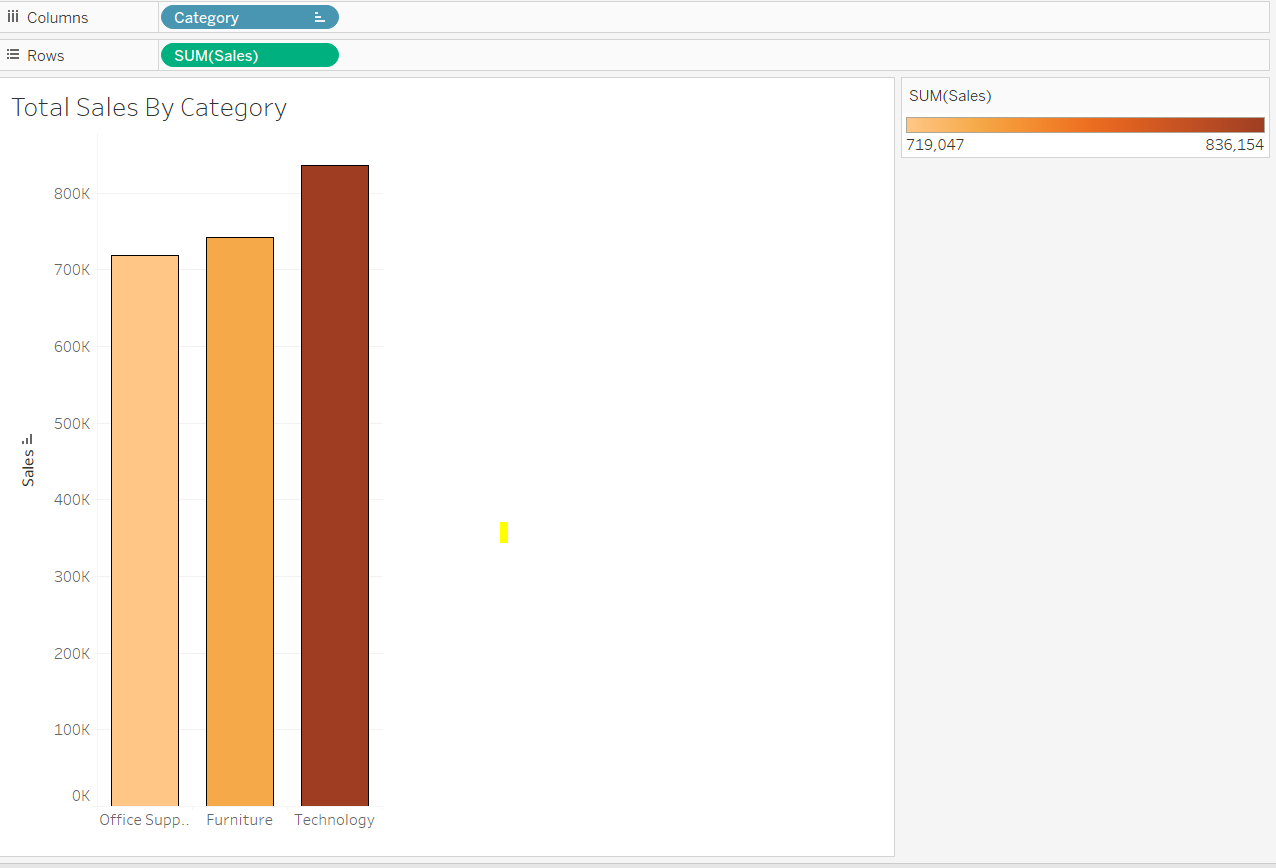 Columns
Category
Rows
SUM(Sales)
Total Sales By Category
SUM(Sales)
719,047 836,154
800K
700K
600K
500K
400K
300K
200K
100K
0K
Sales
Office Supp.. Furniture Technology